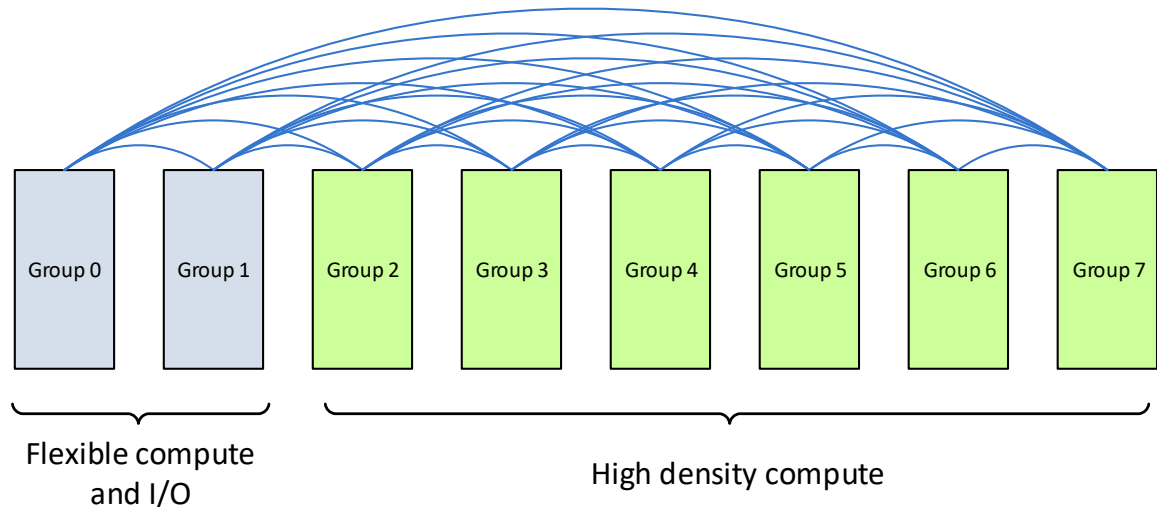 Group 0
Group 1
Group 2
Group 3
Group 4
Group 5
Group 6
Group 7
Flexible compute
and I/O
High density compute